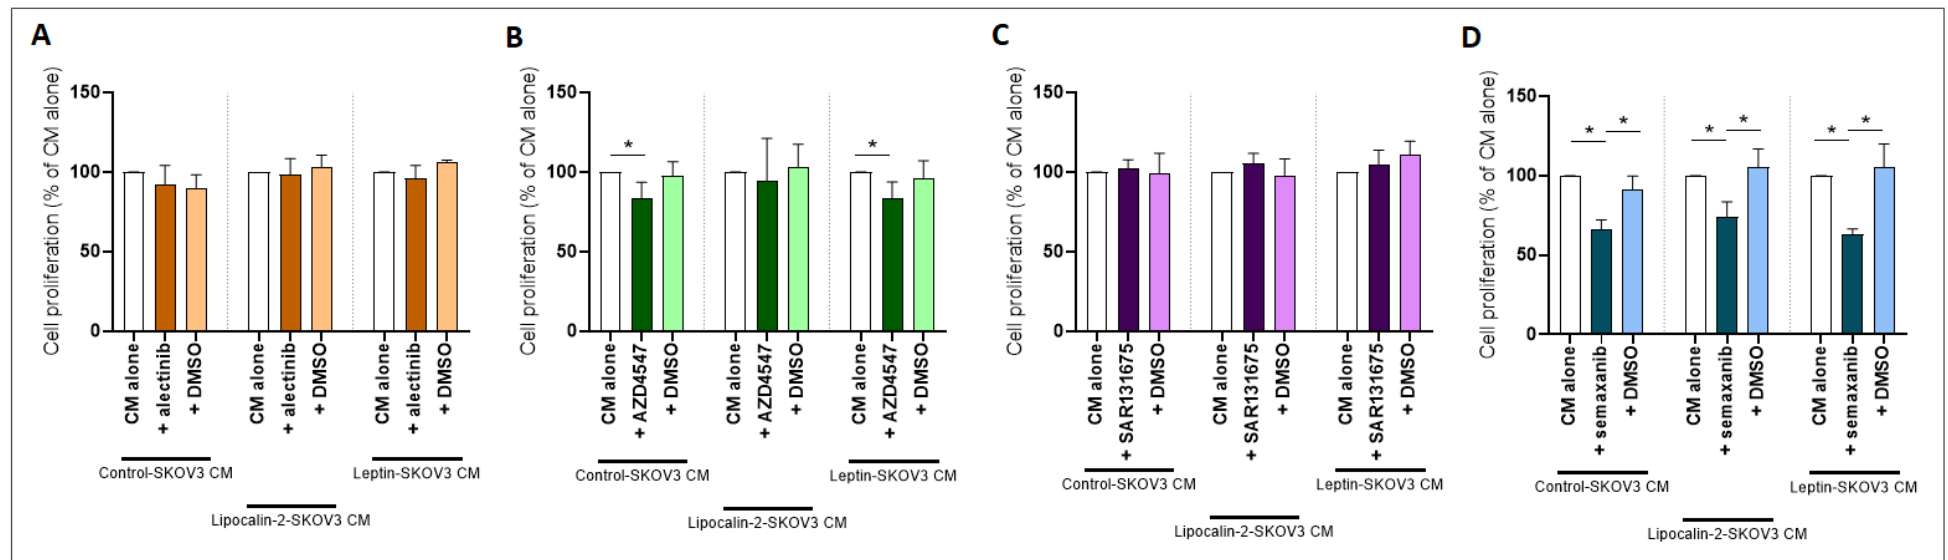 A
Cell proliferation (% of CM alone)
150
100
50
0
CM alone
+ alectinib
+ DMSO
CM alone
+ alectinib
+ DMSO
CM alone
+ alectinib
+ DMSO
Control-SKOV3 CM
Leptin-SKOV3 CM
Lipocalin-2-SKOV3 CM
B
Cell proliferation (% of CM alone)
150
100
50
0
*
*
CM alone
+ AZD4547
+ DMSO
CM alone
+ AZD4547
+ DMSO
CM alone
+ AZD4547
+ DMSO
Control-SKOV3 CM
Leptin-SKOV3 CM
Lipocalin-2-SKOV3 CM
C
Cell proliferation (% of CM alone)
150
100
50
0
CM alone
+ SAR131675
+ DMSO
CM alone
+ SAR131675
+ DMSO
CM alone
+ SAR131675
+ DMSO
Control-SKOV3 CM
Leptin-SKOV3 CM
Lipocalin-2-SKOV3 CM
D
Cell proliferation (% of CM alone)
150
100
50
0
* *
* *
* *
CM alone
+ semaxanib
+ DMSO
CM alone
+ semaxanib
+ DMSO
CM alone
+ semaxanib
+ DMSO
Control-SKOV3 CM
Leptin-SKOV3 CM
Lipocalin-2-SKOV3 CM